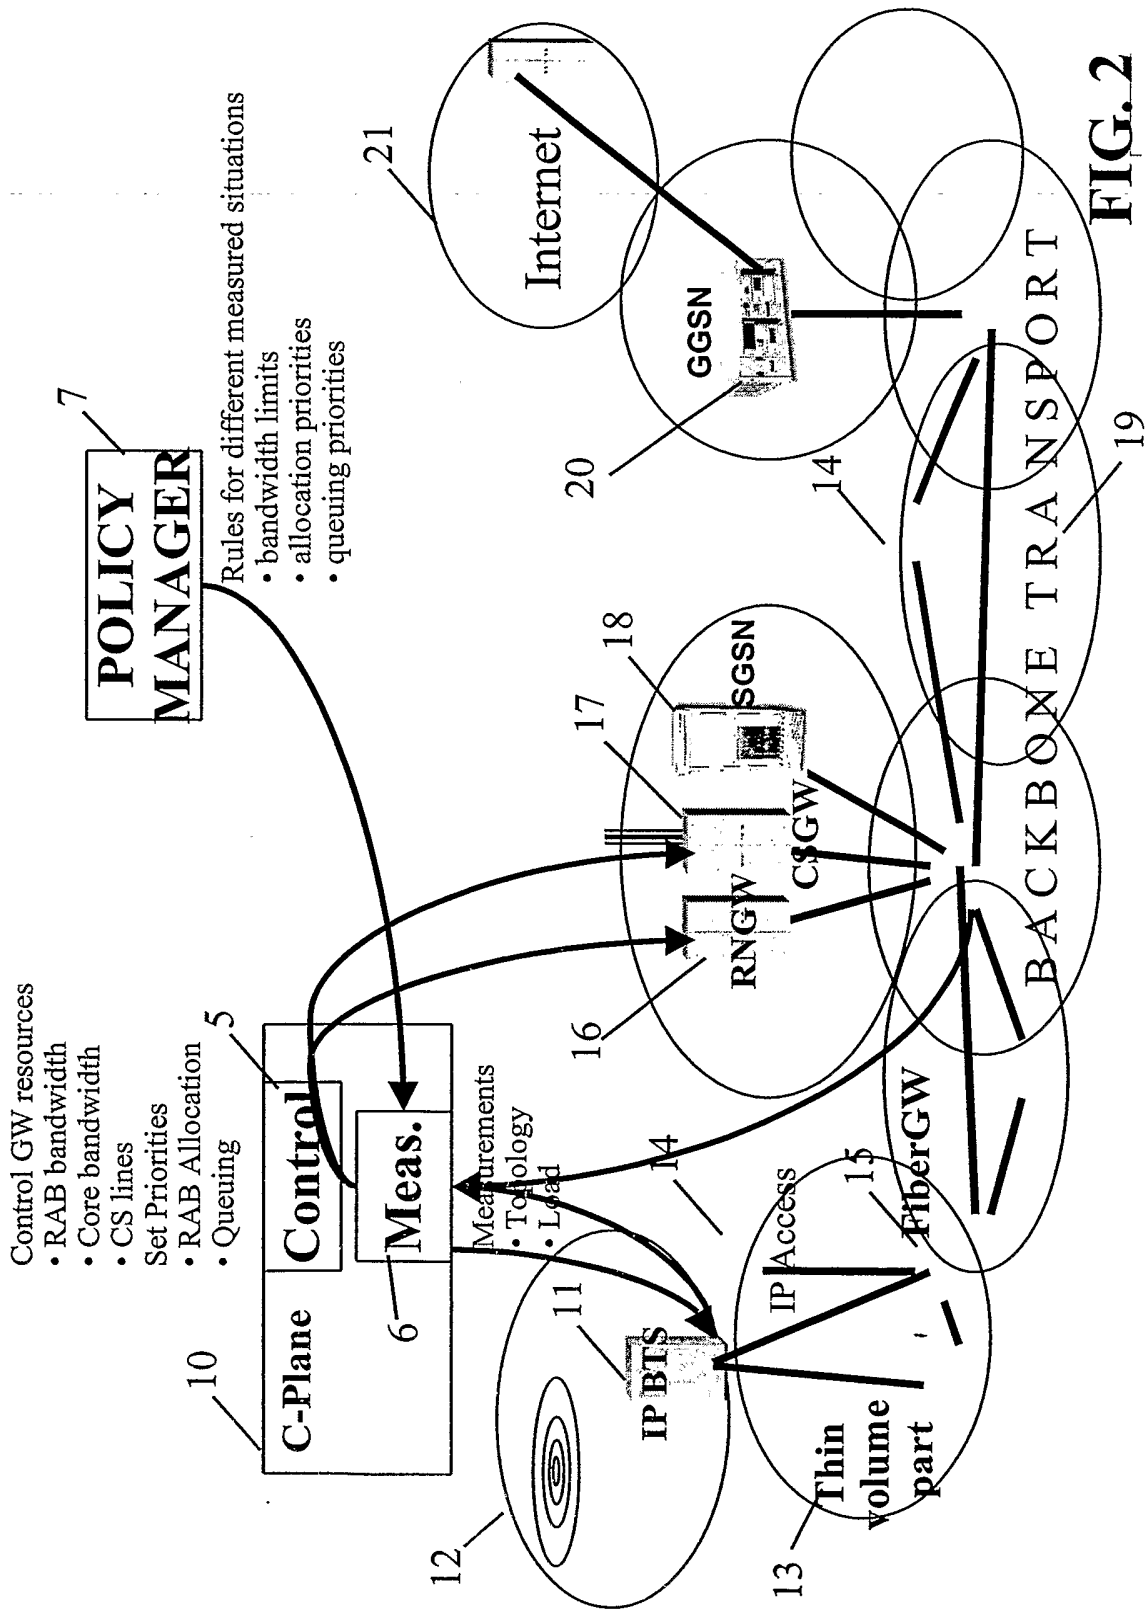 Control GW resources
• RAB bandwidth
• Core bandwidth
• CS lines
Set Priorities
• RAB Allocation
• Queuing
10
C-Plane
Control
5
Meas.
6
POLICY
MANAGER
7
Rules for different measured situations
• bandwidth limits
• allocation priorities
• queuing priorities
Measurements
• Topology
• Load
12
11
IP BTS
14
IP Access
13
Thin
volume
part
15
FiberGW
16
RNGW
17
CSGW
18
SGSN
14
20
GGSN
21
Internet
BACKBONE TRANSPORT
19
FIG. 2